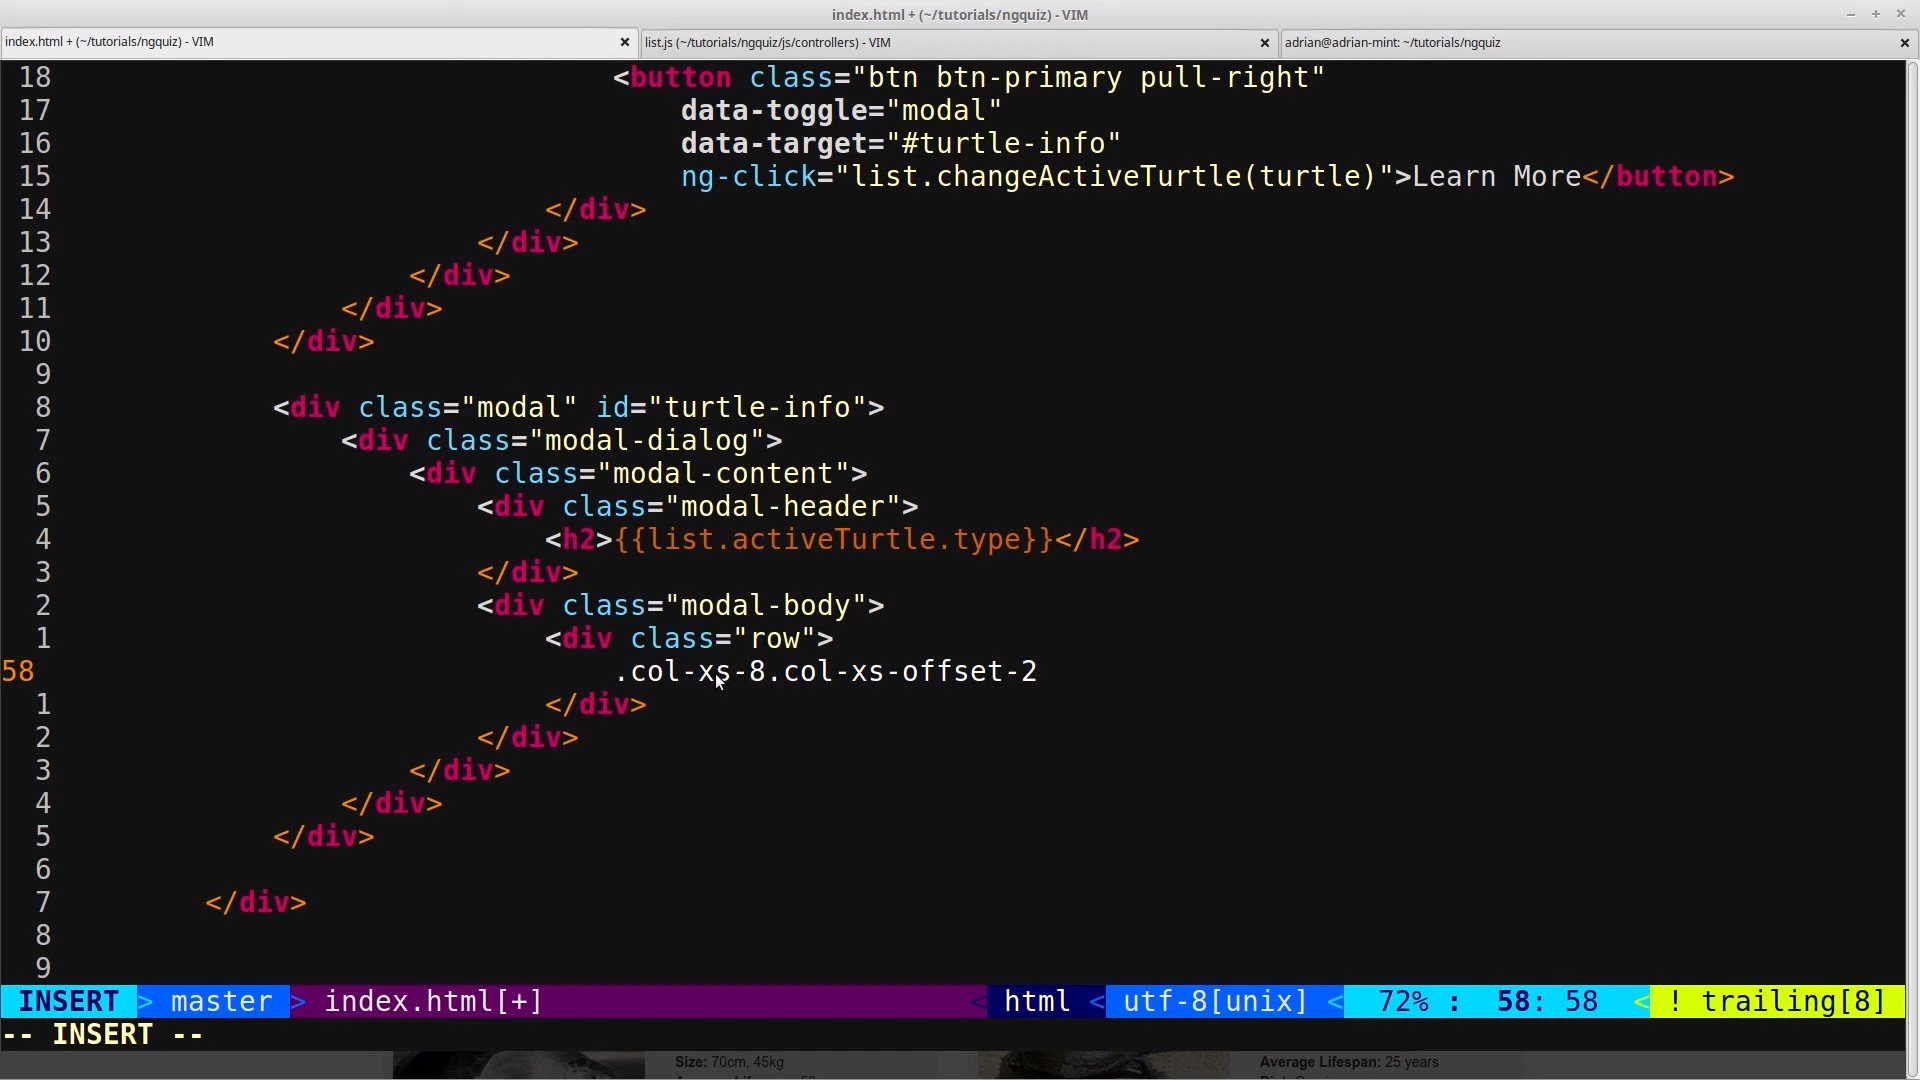 index.html + (~/tutorials/ngquiz) - VIM
index.html + (~/tutorials/ngquiz) - VIM × list.js (~/tutorials/ngquiz/js/controllers) - VIM × adrian@adrian-mint: ~/tutorials/ngquiz ×
18 <button class="btn btn-primary pull-right"
17 data-toggle="modal"
16 data-target="#turtle-info"
15 ng-click="list.changeActiveTurtle(turtle)">Learn More</button>
14 </div>
13 </div>
12 </div>
11 </div>
10 </div>
9
8 <div class="modal" id="turtle-info">
7 <div class="modal-dialog">
6 <div class="modal-content">
5 <div class="modal-header">
4 <h2>{{list.activeTurtle.type}}</h2>
3 </div>
2 <div class="modal-body">
1 <div class="row">
58 .col-xs-8.col-xs-offset-2
1 </div>
2 </div>
3 </div>
4 </div>
5 </div>
6
7 </div>
8
9
INSERT > master > index.html[+] < html < utf-8[unix] < 72% : 58: 58 < ! trailing[8]
-- INSERT --
Size: 70cm, 45kg Average Lifespan: 25 years